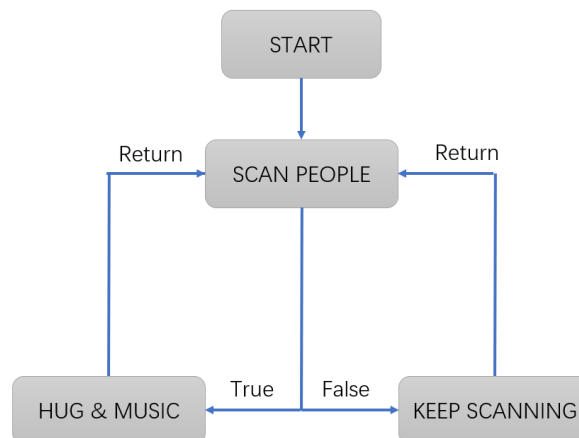 START
Return
Return
SCAN PEOPLE
True
False
HUG & MUSIC
KEEP SCANNING